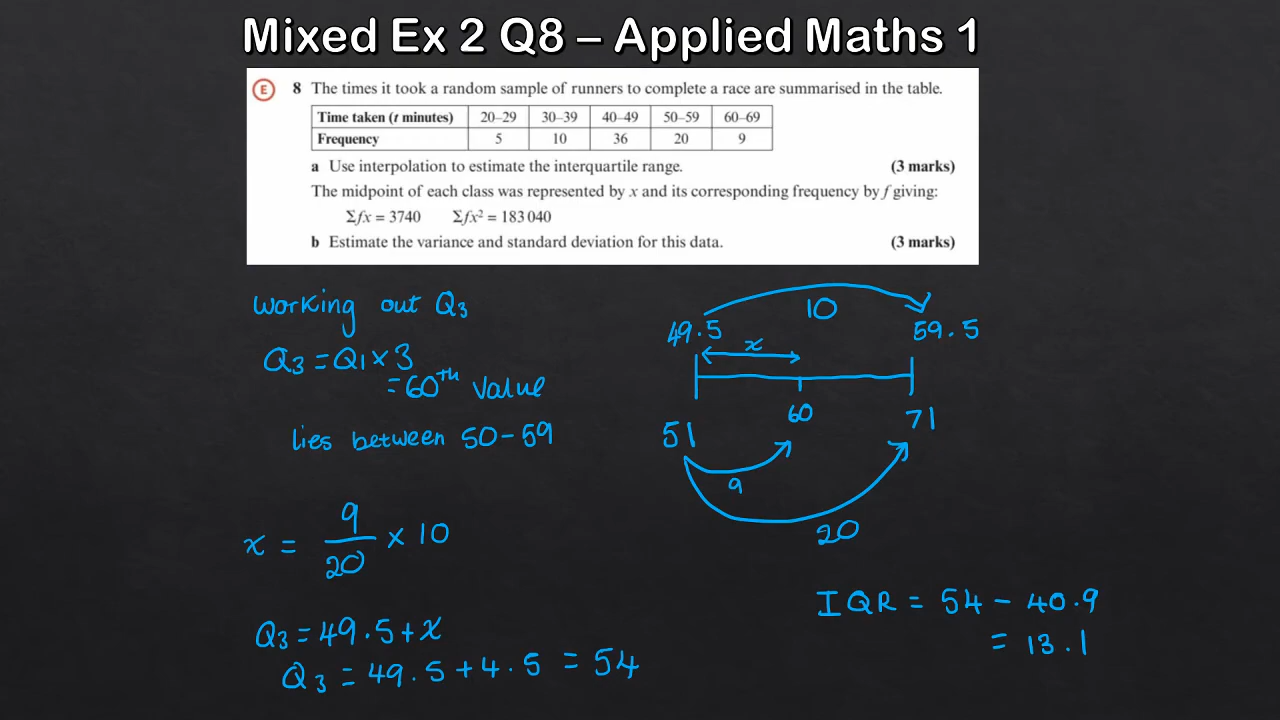 Mixed Ex 2 Q8 – Applied Maths 1
E 8 The times it took a random sample of runners to complete a race are summarised in the table.
Time taken (t minutes) 20–29 30–39 40–49 50–59 60–69
Frequency 5 10 36 20 9
a Use interpolation to estimate the interquartile range. (3 marks)
The midpoint of each class was represented by x and its corresponding frequency by f giving:
Σfx = 3740 Σfx² = 183 040
b Estimate the variance and standard deviation for this data. (3 marks)
Working out Q3
Q3 = Q1 × 3
= 60th value
lies between 50 – 59
x = 9/20 × 10
Q3 = 49.5 + x
Q3 = 49.5 + 4.5 = 54
10
49.5 59.5
x
51 60 71
9
20
IQR = 54 – 40.9
= 13.1